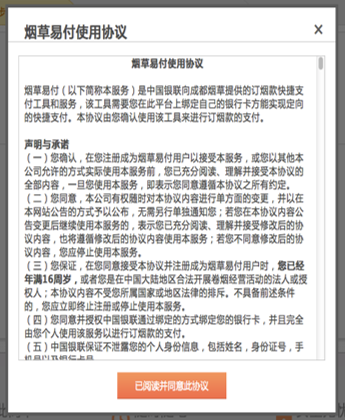 烟草易付使用协议
烟草易付使用协议
烟草易付（以下简称本服务）是中国银联向成都烟草提供的订烟款快捷支
付工具和服务，该工具需要您在此平台上绑定自己的银行卡方能实现定向
的快捷支付。本协议由您确认使用该工具来进行订烟款的支付。
声明与承诺
（一）您确认，在您注册成为烟草易付用户以接受本服务，或您以其他本
公司允许的方式实际使用本服务前，您已充分阅读、理解并接受本协议的
全部内容，一旦您使用本服务，即表示您同意遵循本协议之所有约定。
（二）您同意，本公司有权随时对本协议内容进行单方面的变更，并以在
本网站公告的方式予以公布，无需另行单独通知您；若您在本协议内容公
告变更后继续使用本服务的，表示您已充分阅读、理解并接受修改后的协
议内容，也将遵循修改后的协议内容使用本服务；若您不同意修改后的协
议内容，您应停止使用本服务。
（三）您保证，在您同意接受本协议并注册成为烟草易付用户时，您已经
年满16周岁，或者您是在中国大陆地区合法开展卷烟经营活动的法人或授
权人；本协议内容不受您所属国家或地区法律的排斥。不具备前述条件
的，您应立即终止注册或停止使用本服务。
（四）您同意并授权中国银联通过绑定的方式绑定您的银行卡，并且完全
由您个人使用该服务以进行订烟款的支付。
（五）中国银联保证不泄露您的个人身份信息，包括姓名，身份证号，手
机号以及银行卡号
已阅读并同意此协议